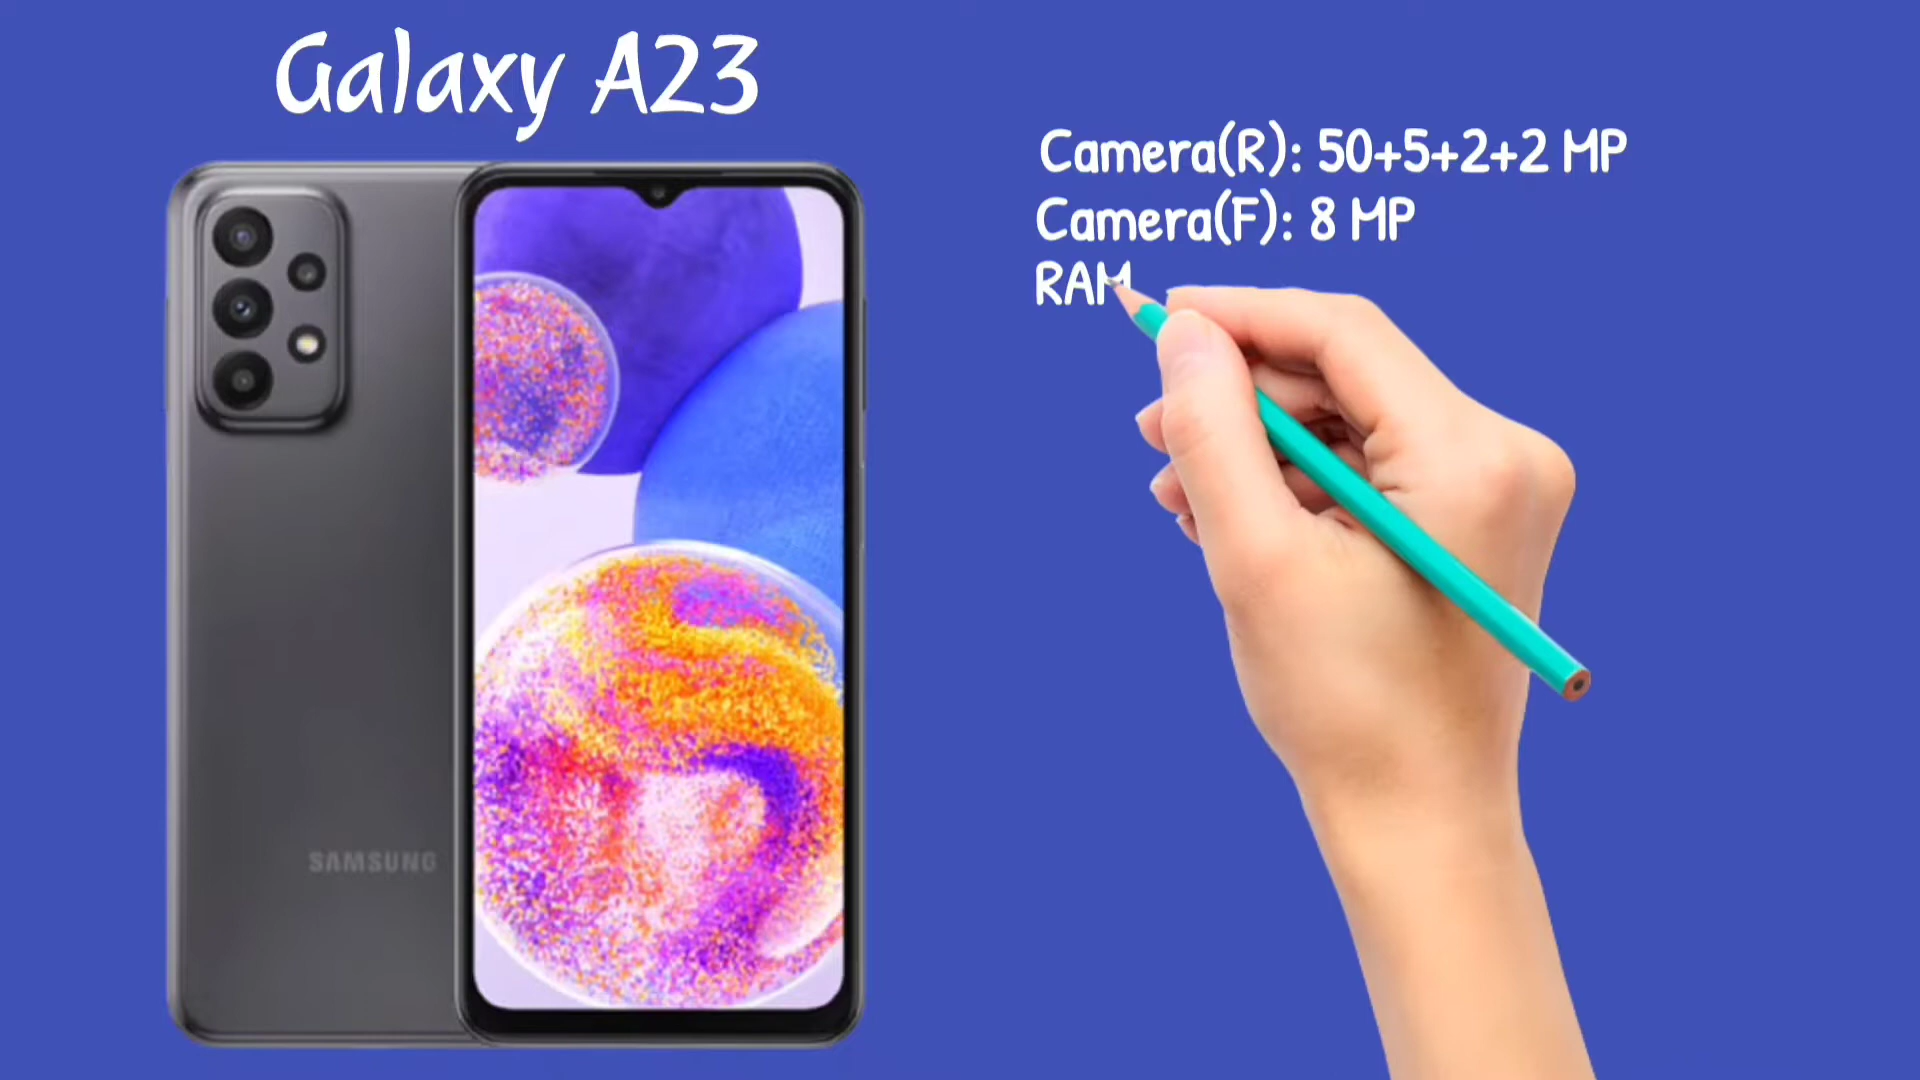 Galaxy A23
Camera(R): 50+5+2+2 MP
Camera(F): 8 MP
RAM
SAMSUNG